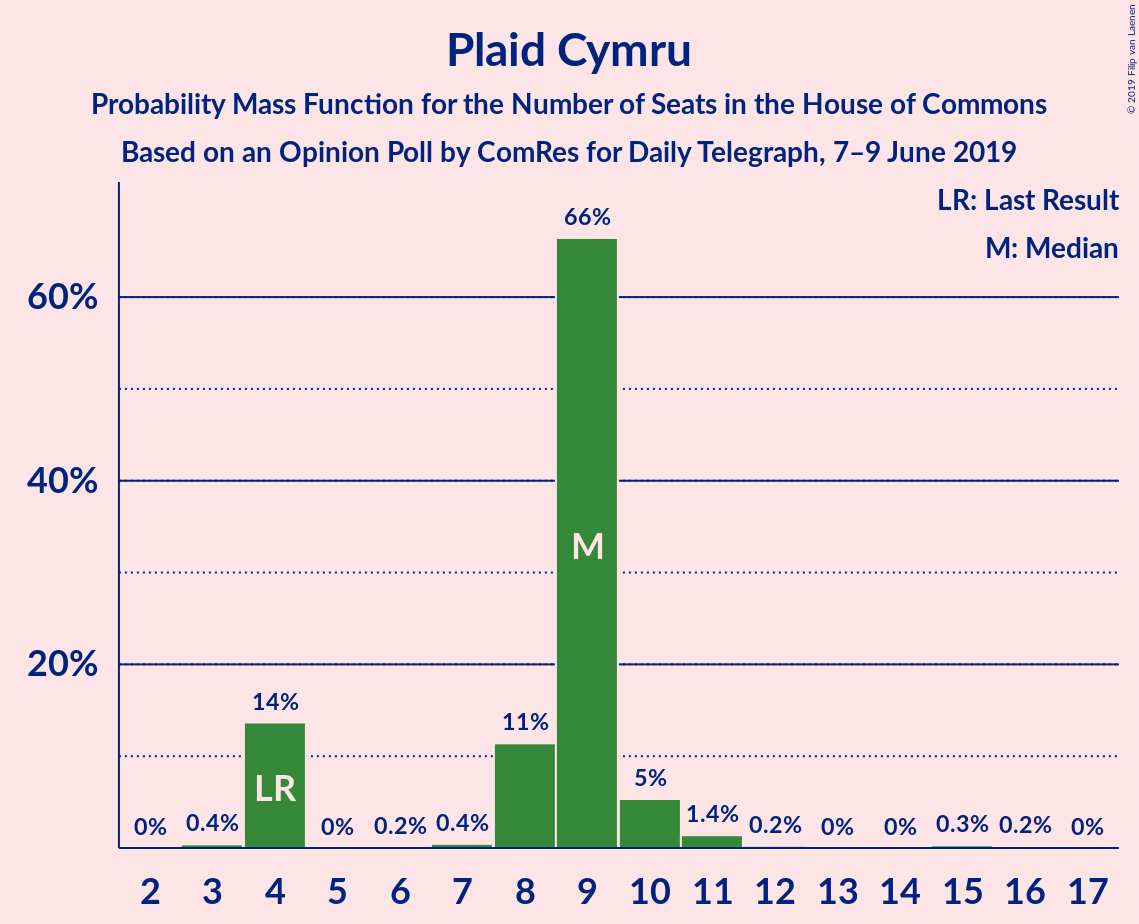 Plaid Cymru
Probability Mass Function for the Number of Seats in the House of Commons
Based on an Opinion Poll by ComRes for Daily Telegraph, 7–9 June 2019
© 2019 Filip van Laenen
LR: Last Result
M: Median
60%
40%
20%
0%
0.4%
14%
0%
0.2%
0.4%
11%
66%
5%
1.4%
0.2%
0%
0%
0.3%
0.2%
0%
LR
M
2 3 4 5 6 7 8 9 10 11 12 13 14 15 16 17